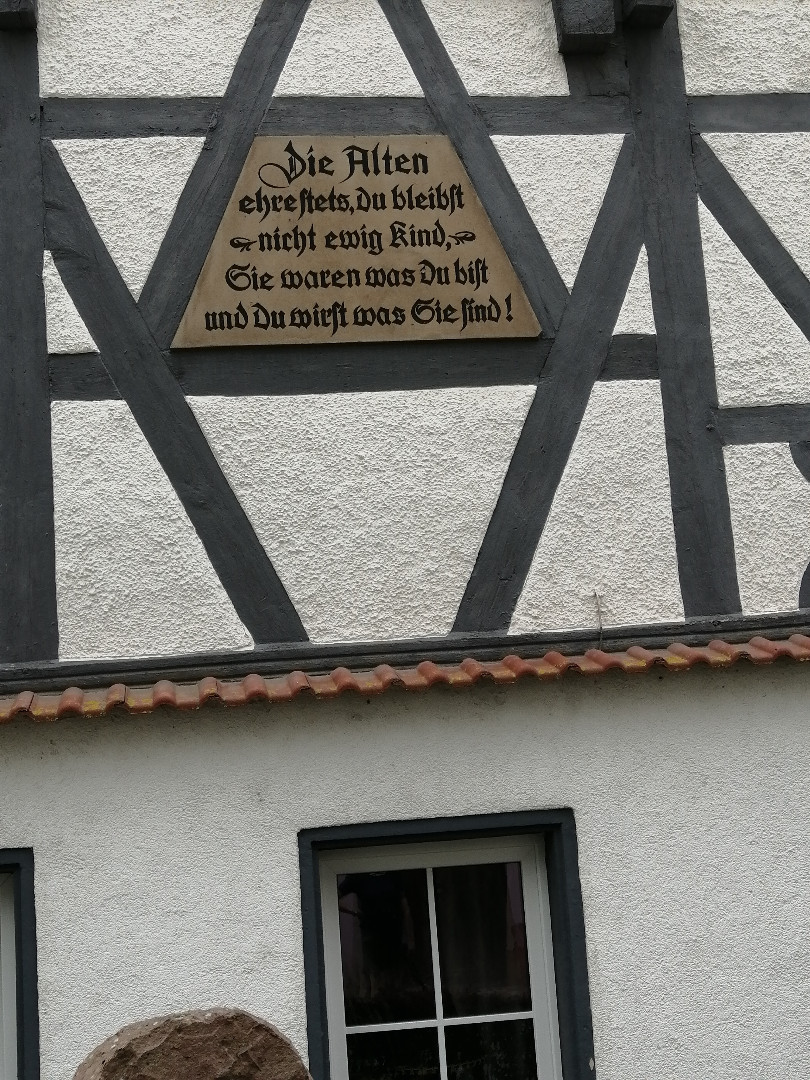 Die Alten
ehre stets, du bleibst
nicht ewig Kind,
Sie waren was Du bist
und Du wirst was Sie sind!